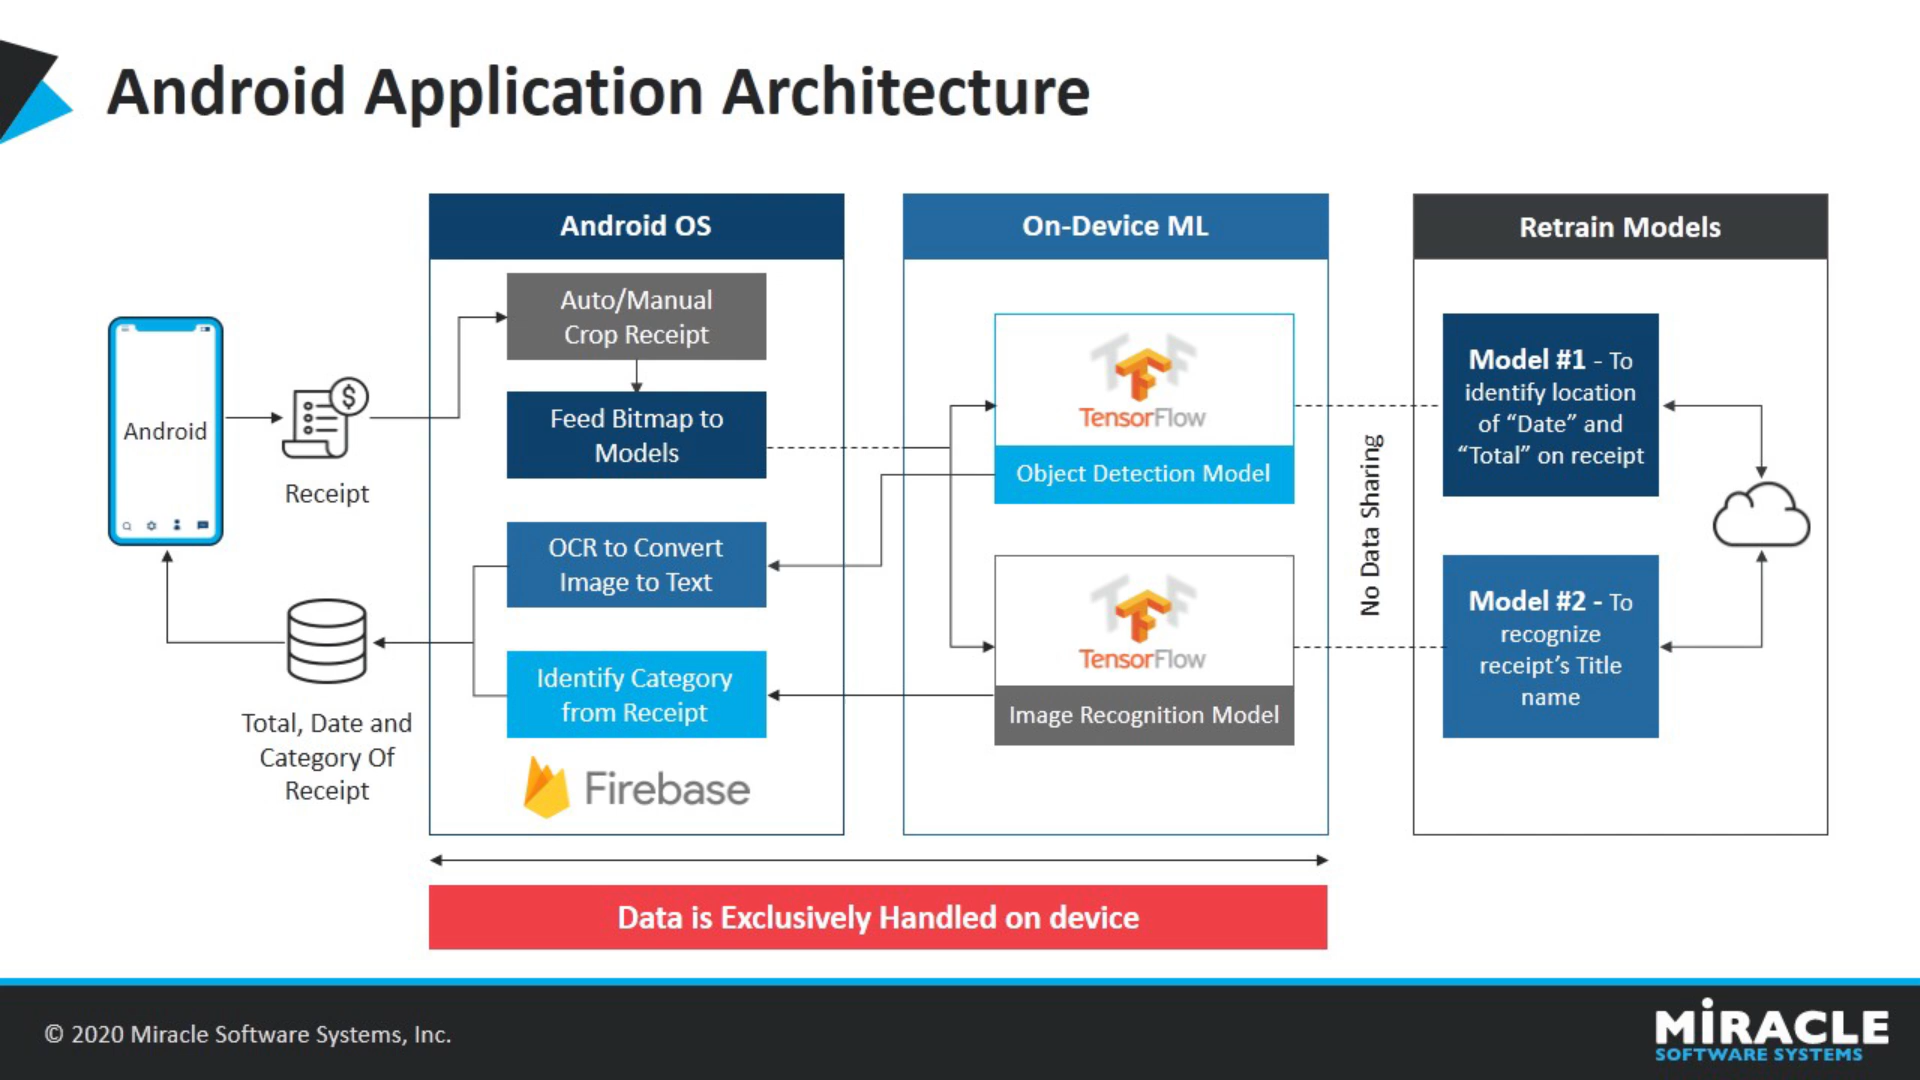 Android Application Architecture
Android OS
On-Device ML
Retrain Models
Android
Receipt
Total, Date and
Category Of
Receipt
Auto/Manual
Crop Receipt
Feed Bitmap to
Models
OCR to Convert
Image to Text
Identify Category
from Receipt
Firebase
TensorFlow
Object Detection Model
TensorFlow
Image Recognition Model
No Data Sharing
Model #1 - To
identify location
of “Date” and
“Total” on receipt
Model #2 - To
recognize
receipt’s Title
name
Data is Exclusively Handled on device
© 2020 Miracle Software Systems, Inc.
MiRACLE
SOFTWARE SYSTEMS